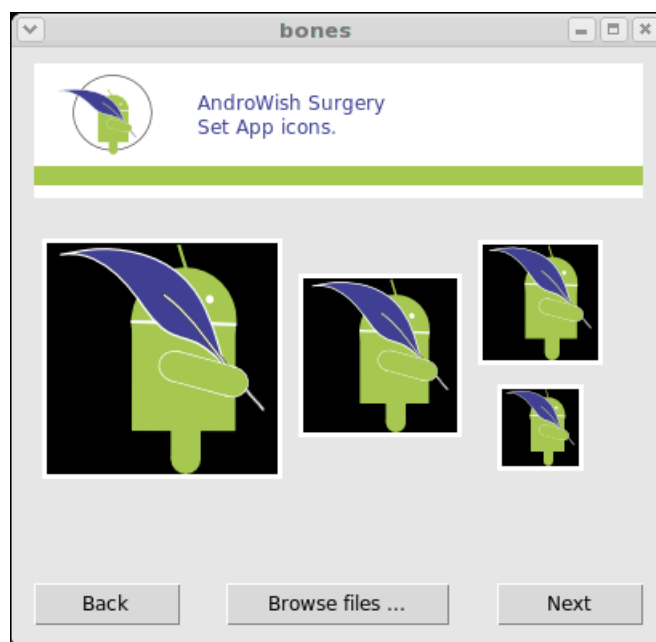 bones
AndroWish Surgery
Set App icons.
Back
Browse files ...
Next